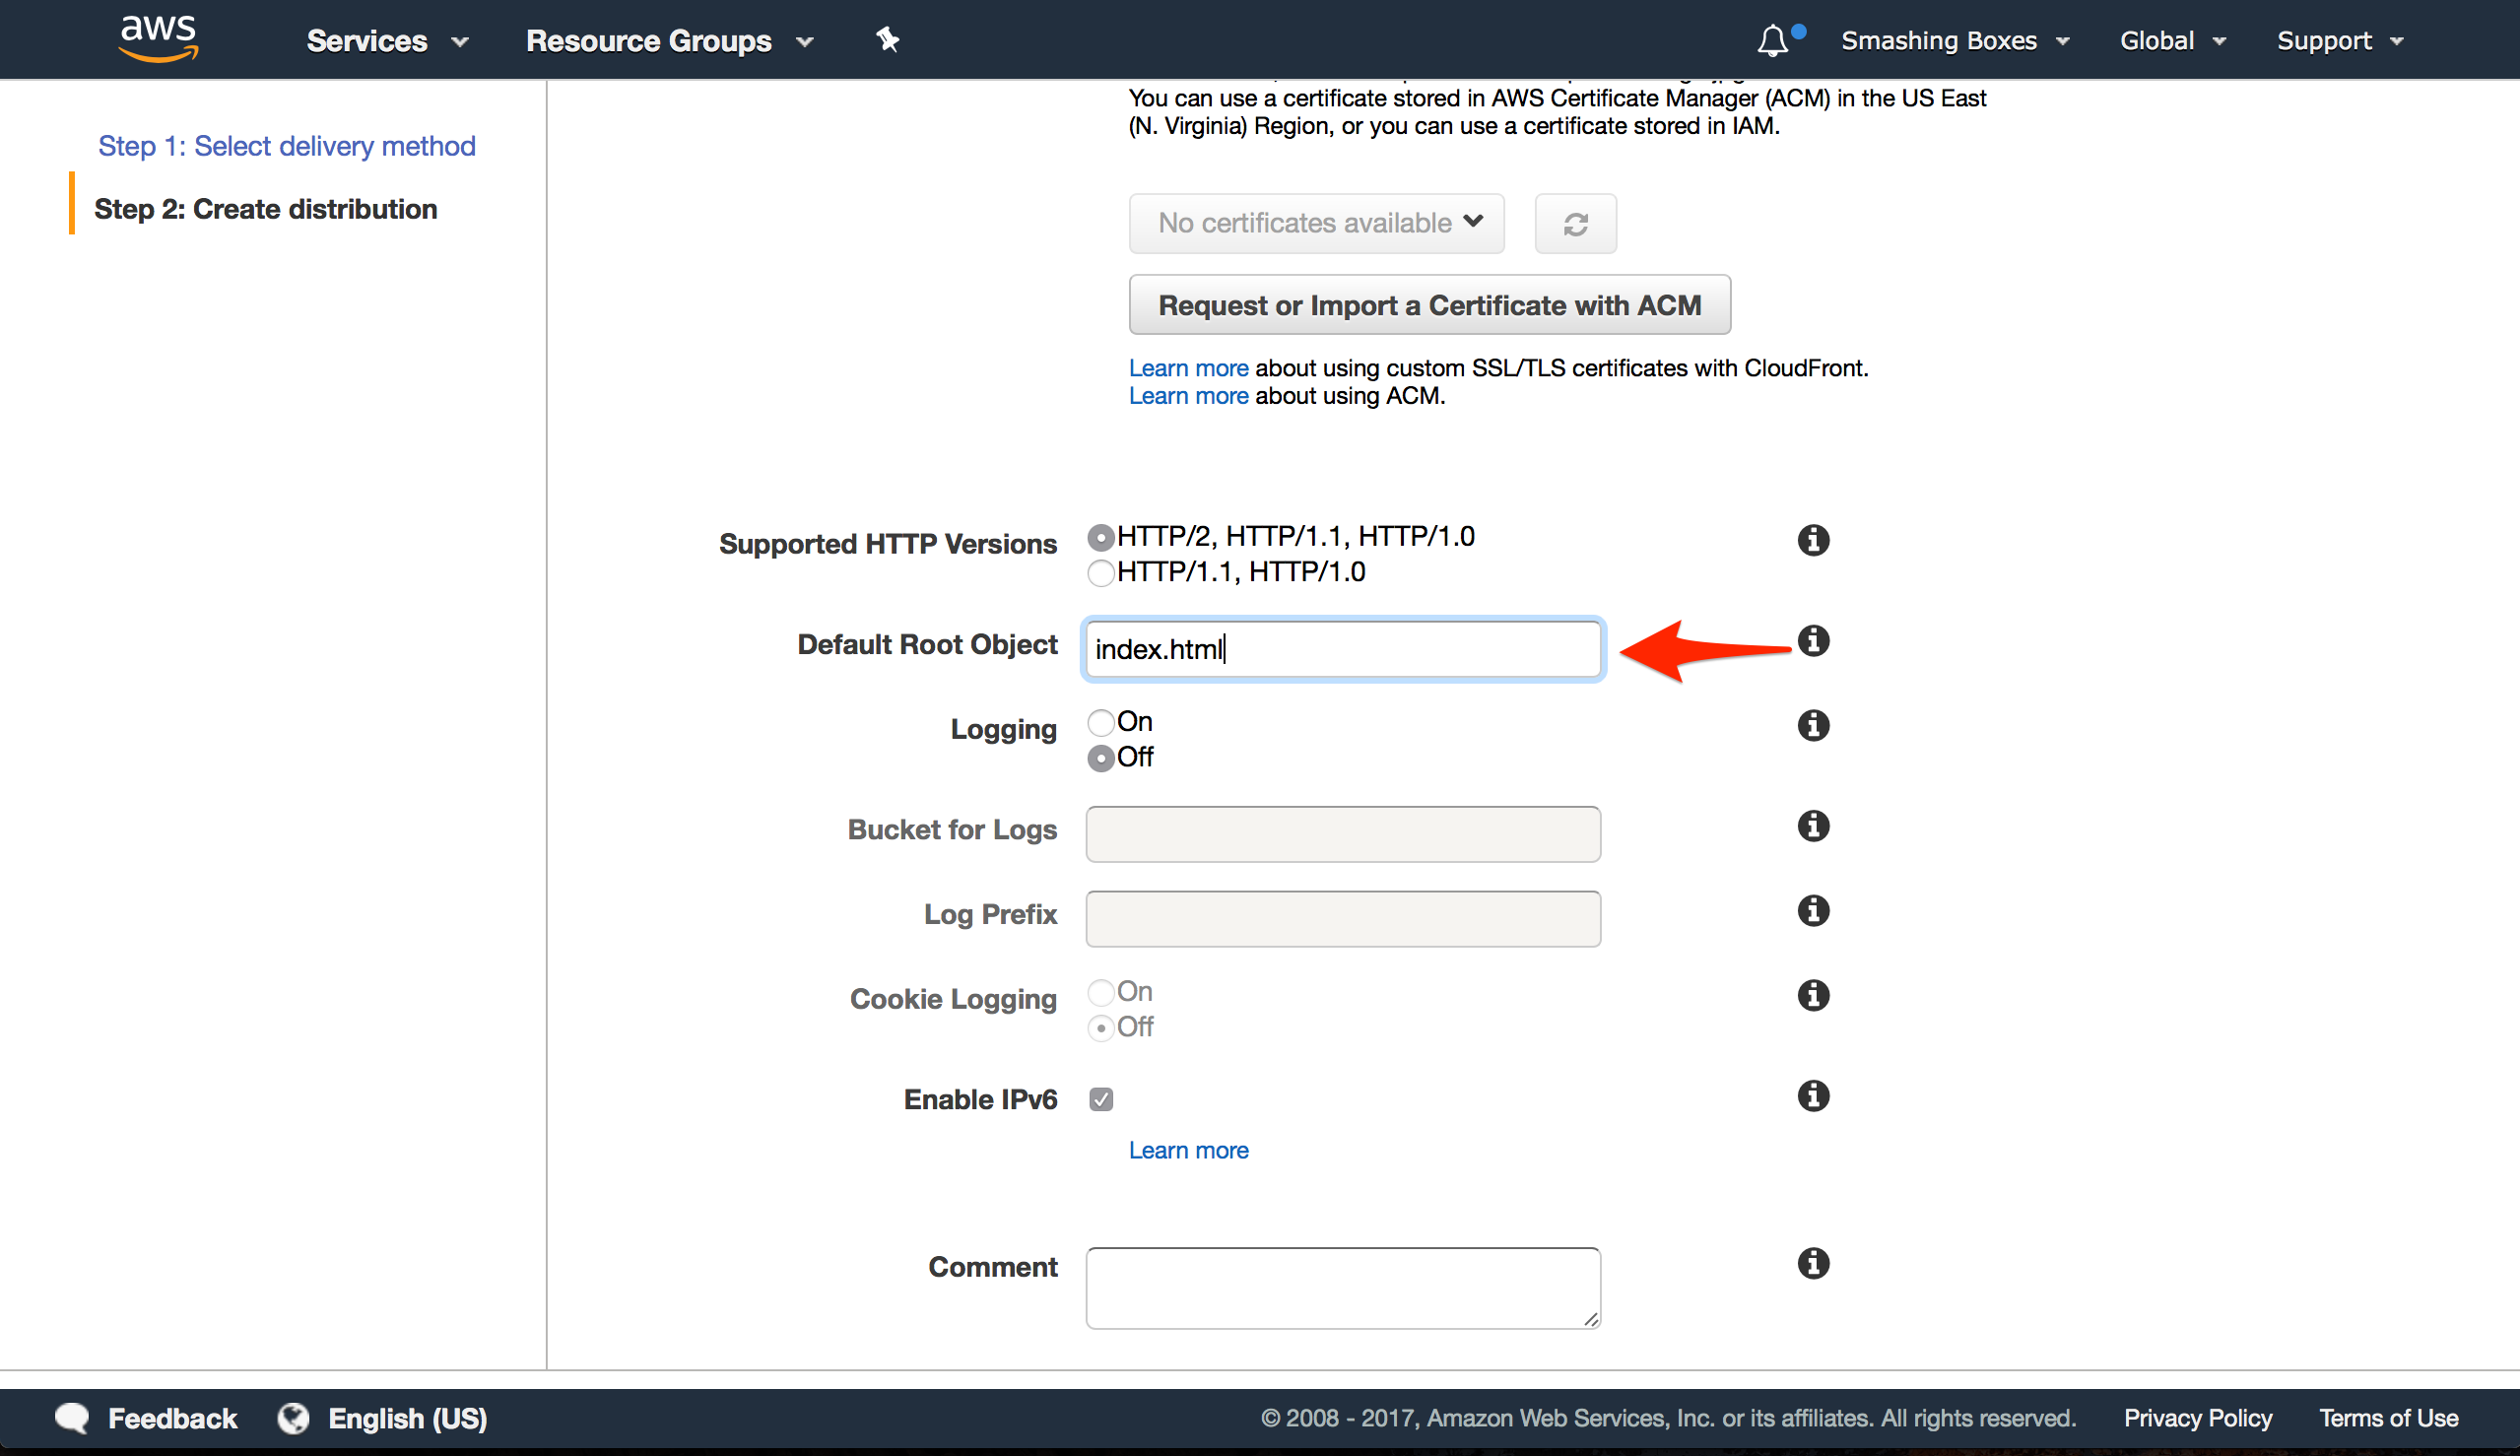 aws
Services
Resource Groups
Smashing Boxes
Global
Support
Step 1: Select delivery method
Step 2: Create distribution
You can use a certificate stored in AWS Certificate Manager (ACM) in the US East
(N. Virginia) Region, or you can use a certificate stored in IAM.
No certificates available
Request or Import a Certificate with ACM
Learn more about using custom SSL/TLS certificates with CloudFront.
Learn more about using ACM.
Supported HTTP Versions
HTTP/2, HTTP/1.1, HTTP/1.0
HTTP/1.1, HTTP/1.0
Default Root Object
index.html
Logging
On
Off
Bucket for Logs
Log Prefix
Cookie Logging
On
Off
Enable IPv6
Learn more
Comment
Feedback
English (US)
© 2008 - 2017, Amazon Web Services, Inc. or its affiliates. All rights reserved.
Privacy Policy
Terms of Use